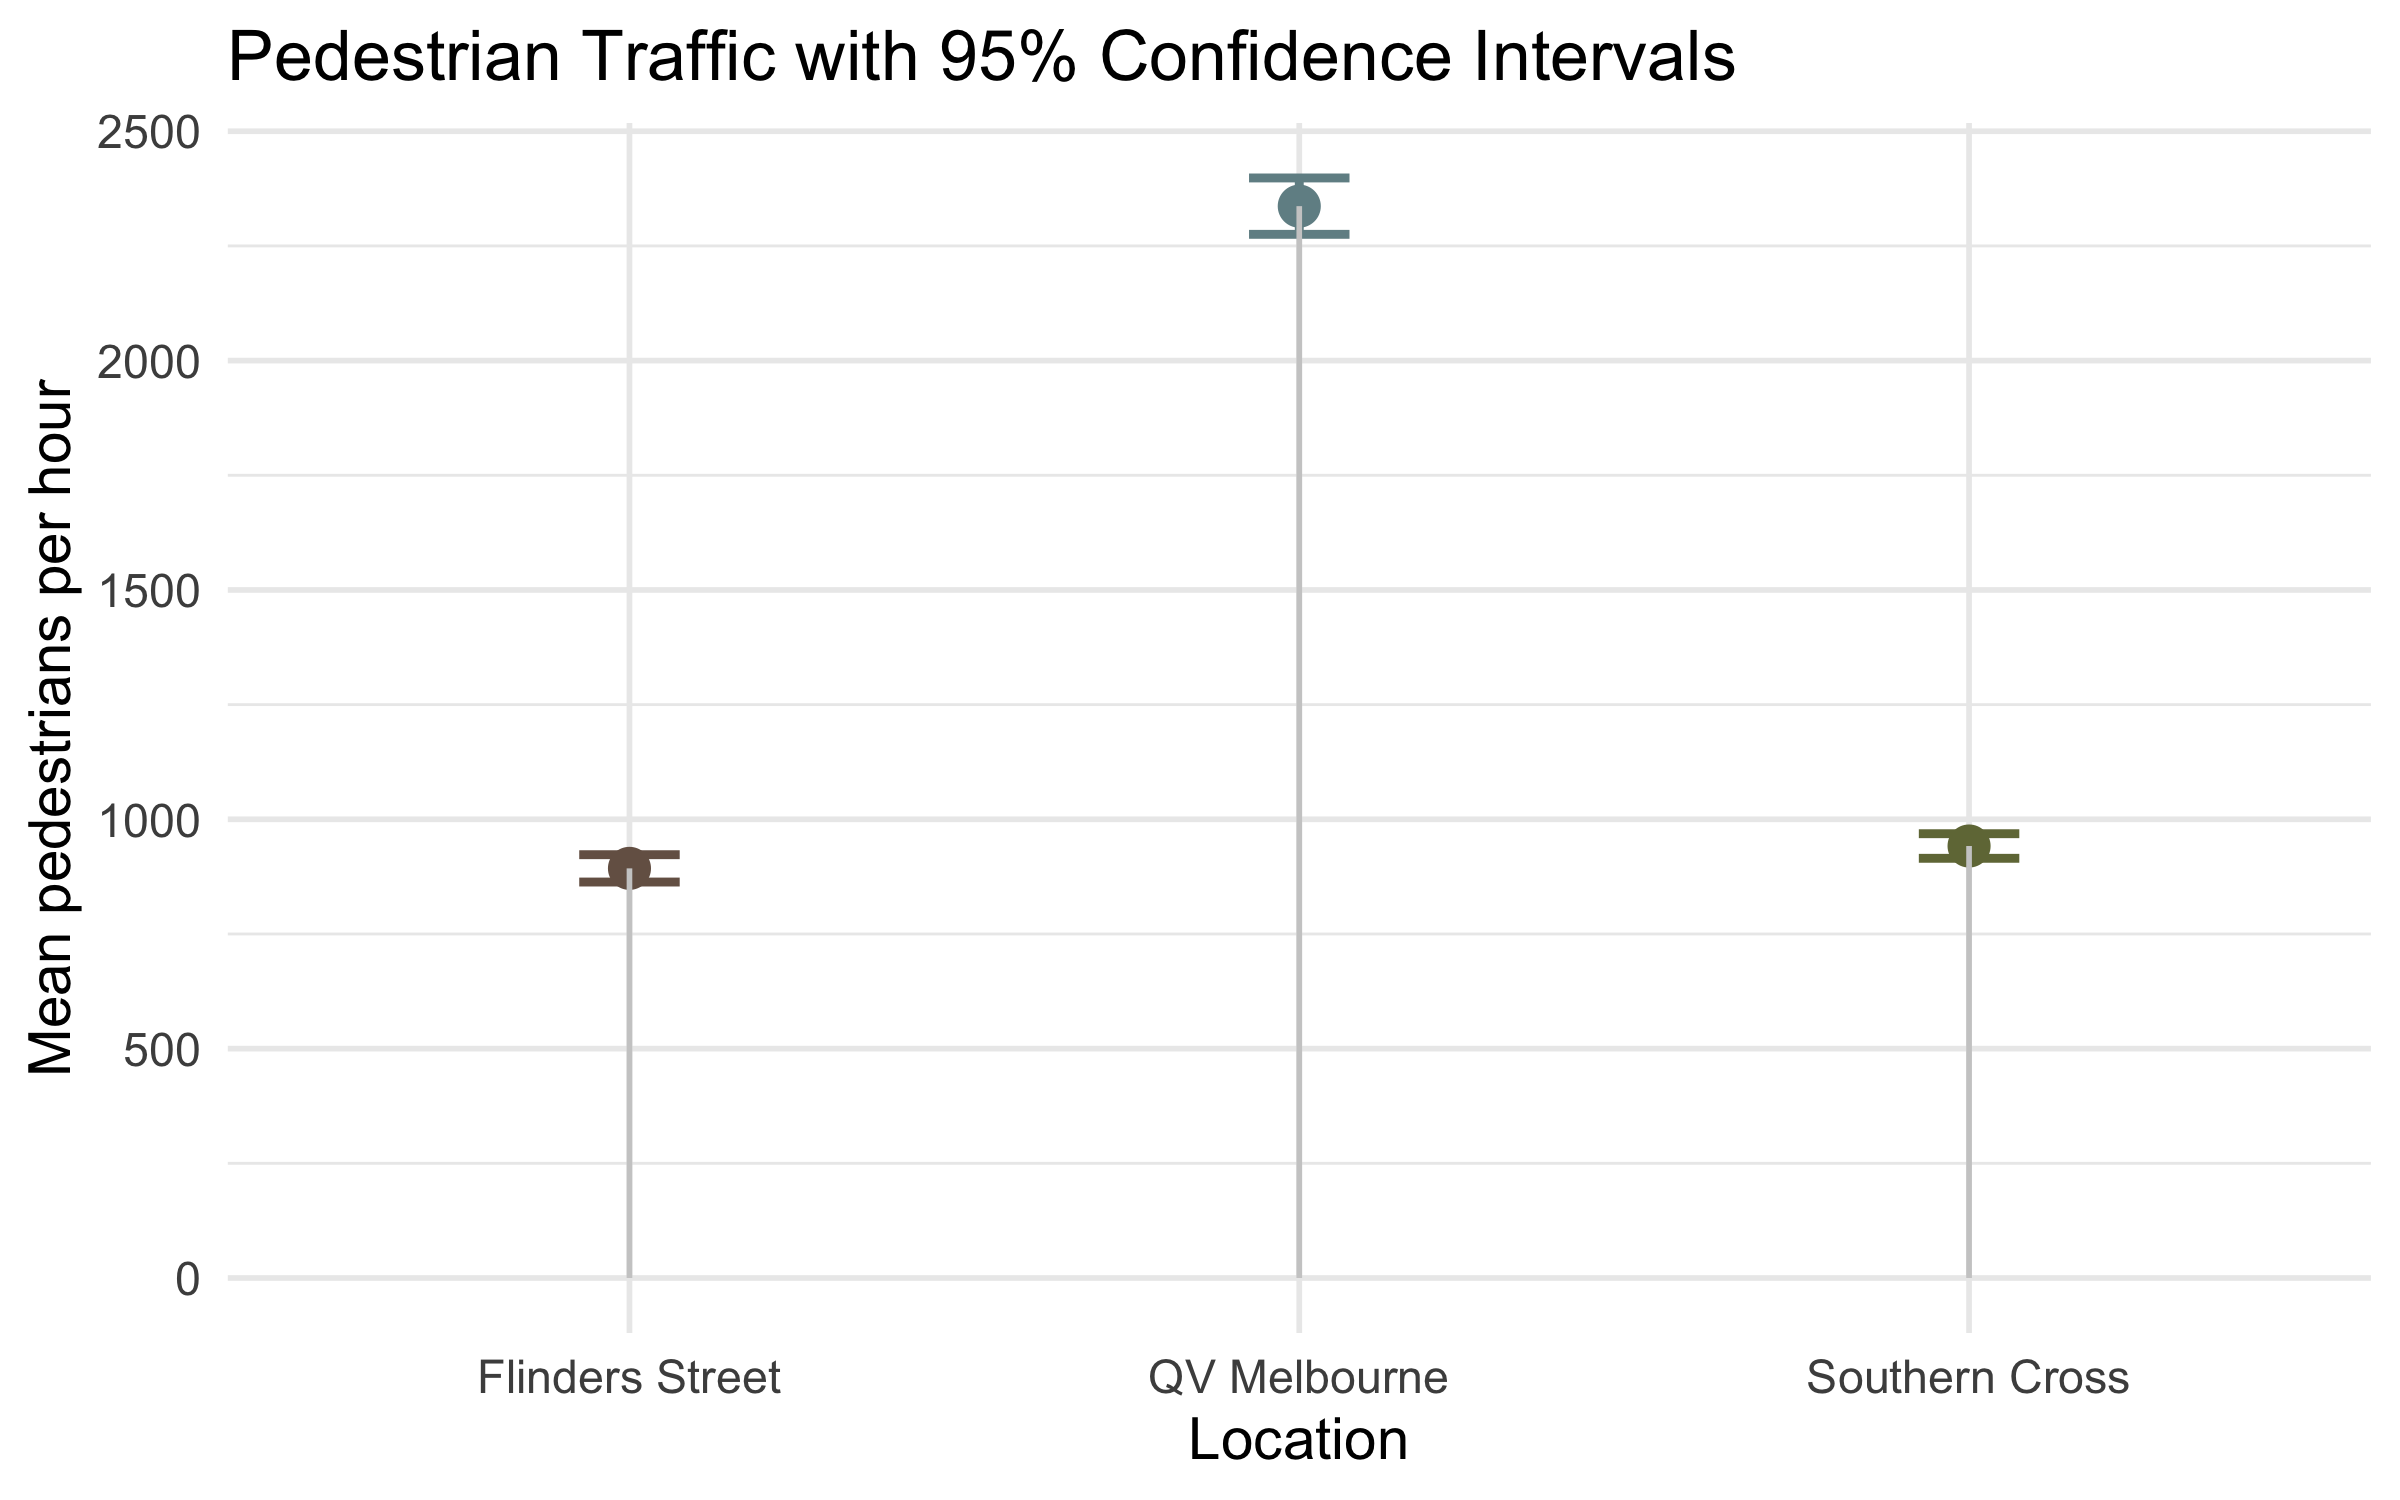 Pedestrian Traffic with 95% Confidence Intervals
Mean pedestrians per hour
2500
2000
1500
1000
500
0
Flinders Street
QV Melbourne
Southern Cross
Location